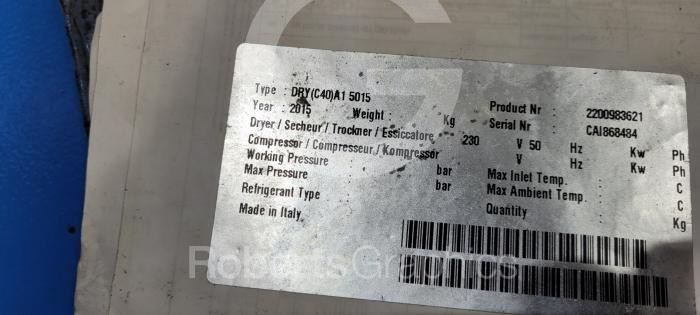 Type : DRY(C40)A1 5015
Year : 2015 Weight : Kg Product Nr : 2200983621
Dryer / Secheur / Trockner / Essiccatore Serial Nr : CAI868484
Compressor / Compresseur / Kompressor 230 V 50 Hz Kw Ph
Working Pressure V Hz Kw Ph
Max Pressure bar Max Inlet Temp. : C
Refrigerant Type bar Max Ambient Temp. : C
Made in Italy Quantity : Kg
RobertsGraphics